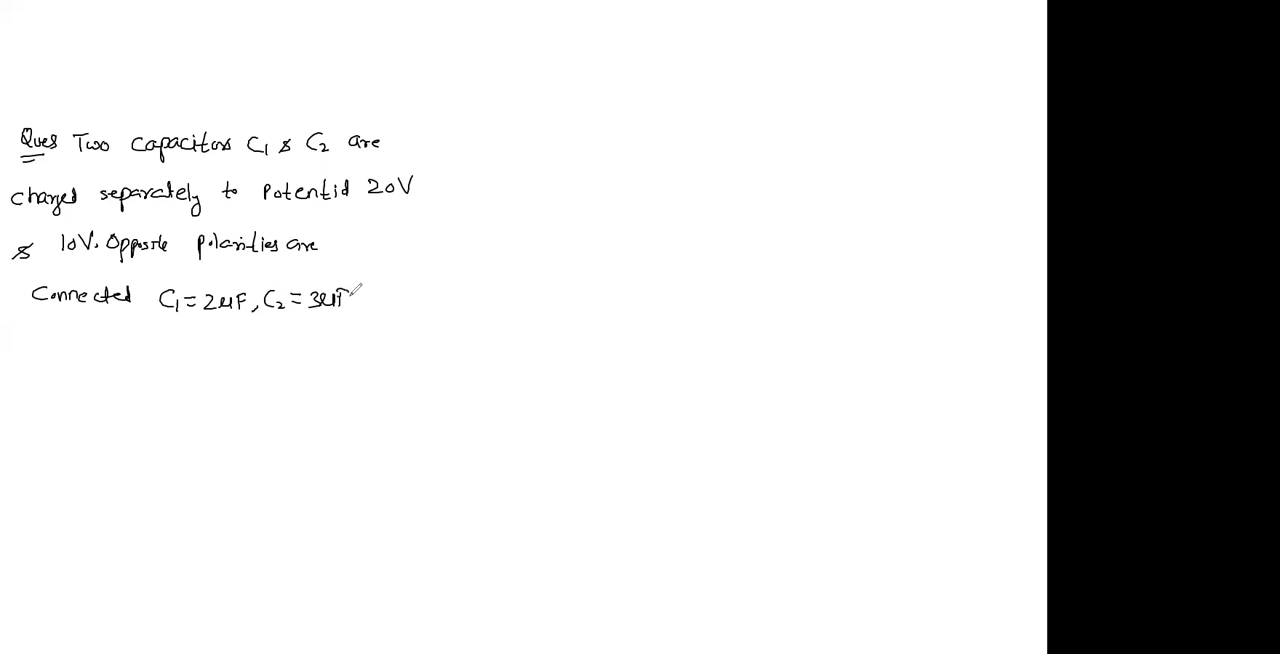 Ques Two capacitors C1 & C2 are
charged separately to potential 20V
& 10V. Opposite polarities are
Connected C1 = 2μF, C2 = 3μF